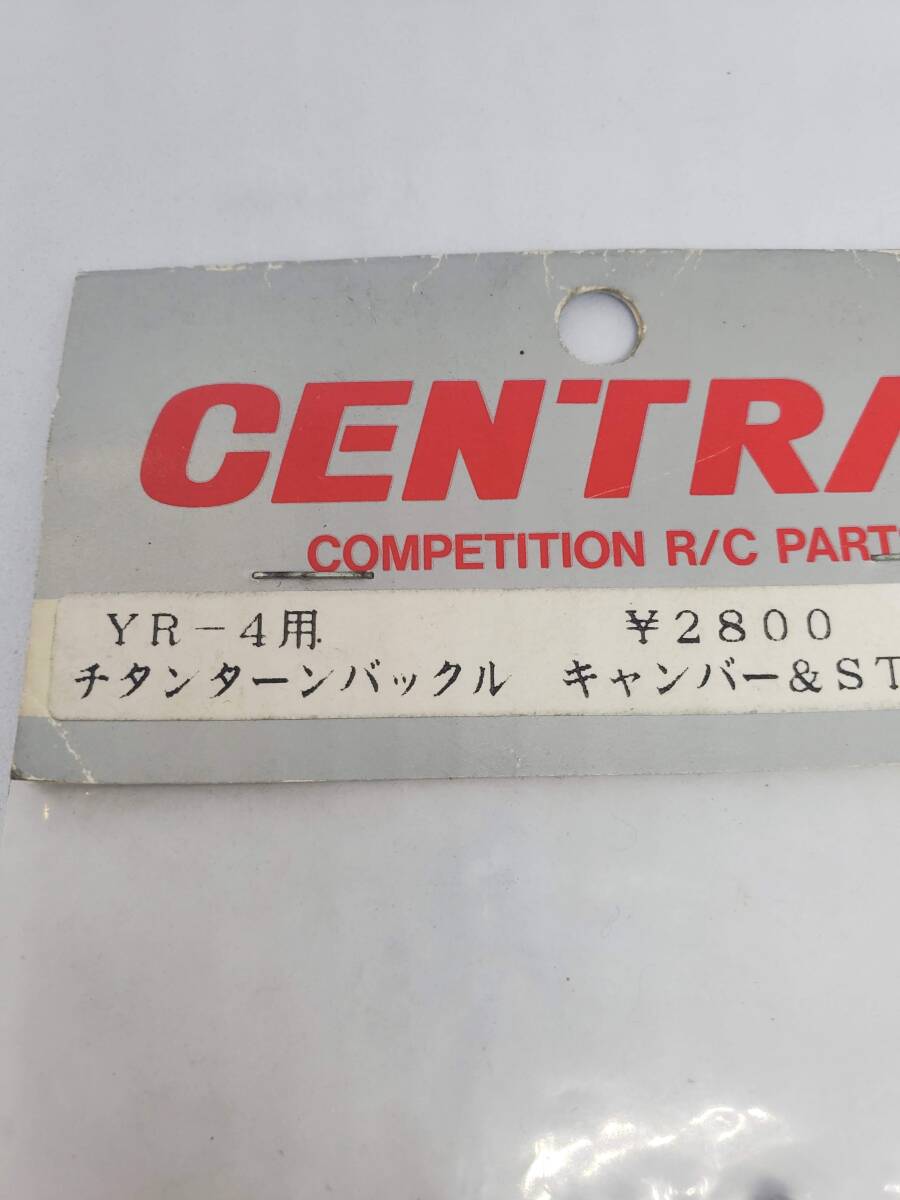 CENTRA
COMPETITION R/C PART
YR-4用 ¥2800
チタンターンバックル キャンバー&ST